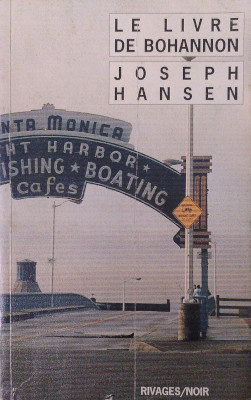 LE LIVRE
DE BOHANNON
JOSEPH
HANSEN
NTA MONICA
HT HARBOR
ISHING ★ BOATING
Cafes
RIVAGES/NOIR